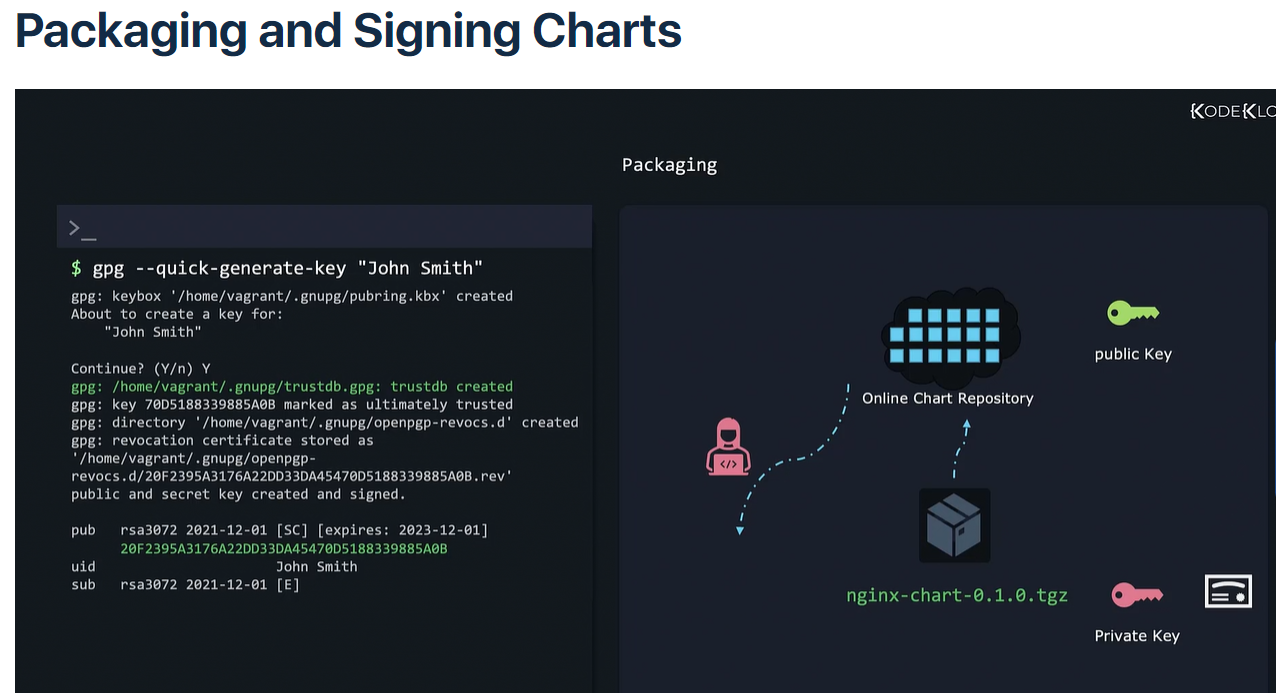 Packaging and Signing Charts
KODEKLO
Packaging
>_
$ gpg --quick-generate-key "John Smith"
gpg: keybox '/home/vagrant/.gnupg/pubring.kbx' created
About to create a key for:
"John Smith"
Continue? (Y/n) Y
gpg: /home/vagrant/.gnupg/trustdb.gpg: trustdb created
gpg: key 70D5188339885A0B marked as ultimately trusted
gpg: directory '/home/vagrant/.gnupg/openpgp-revocs.d' created
gpg: revocation certificate stored as
'/home/vagrant/.gnupg/openpgp-
revocs.d/20F2395A3176A22DD33DA45470D5188339885A0B.rev'
public and secret key created and signed.
pub rsa3072 2021-12-01 [SC] [expires: 2023-12-01]
20F2395A3176A22DD33DA45470D5188339885A0B
uid John Smith
sub rsa3072 2021-12-01 [E]
public Key
Online Chart Repository
</>
nginx-chart-0.1.0.tgz
Private Key